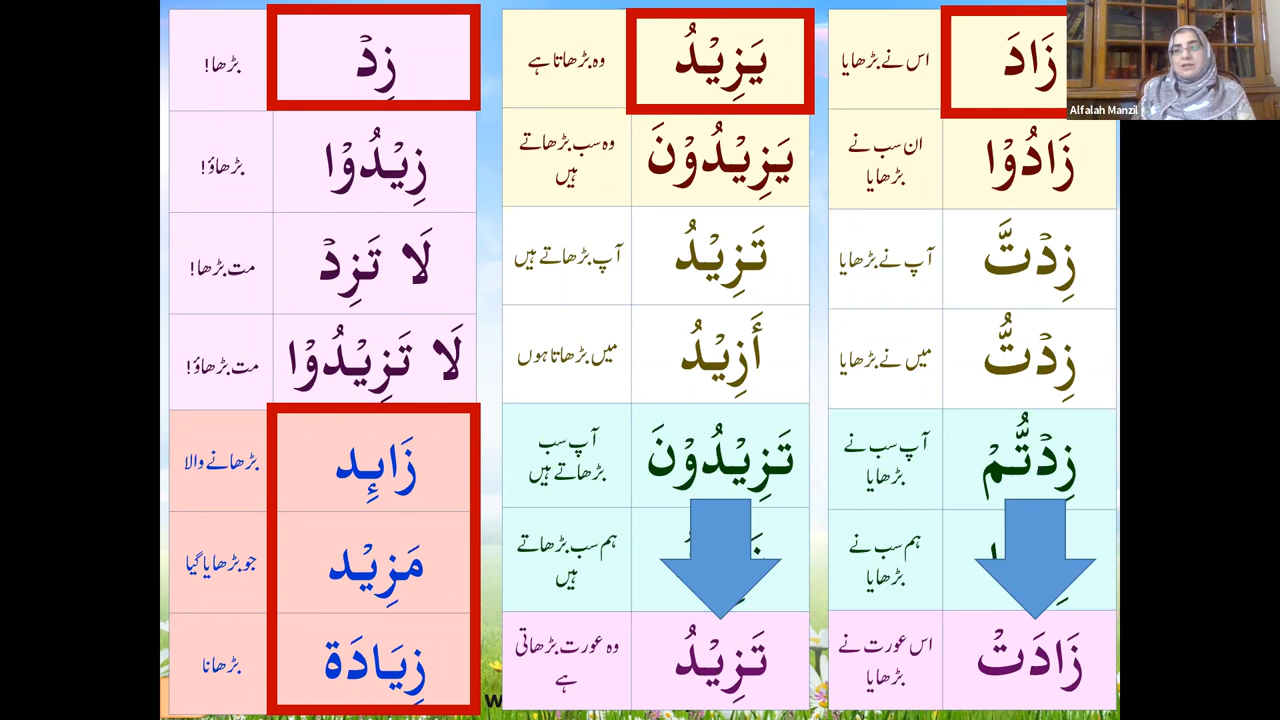 زَادَ
اس نے بڑھایا
زَادُوْا
ان سب نے
بڑھایا
زِدْتَّ
آپ نے بڑھایا
زِدْتُّ
میں نے بڑھایا
زِدْتُّمْ
آپ سب نے
بڑھایا
ہم سب نے
بڑھایا
زَادَتْ
اس عورت نے
بڑھایا
يَزِيْدُ
وہ بڑھاتا ہے
يَزِيْدُوْنَ
وہ سب بڑھاتے
ہیں
تَزِيْدُ
آپ بڑھاتے ہیں
أَزِيْدُ
میں بڑھاتا ہوں
تَزِيْدُوْنَ
آپ سب
بڑھاتے ہیں
ہم سب بڑھاتے
ہیں
تَزِيْدُ
وہ عورت بڑھاتی
ہے
زِدْ
بڑھا!
زِيْدُوْا
بڑھاؤ!
لَا تَزِدْ
مت بڑھا!
لَا تَزِيْدُوْا
مت بڑھاؤ!
زَائِد
بڑھانے والا
مَزِيْد
جو بڑھایا گیا
زِيَادَة
بڑھانا
Alfalah Manzil